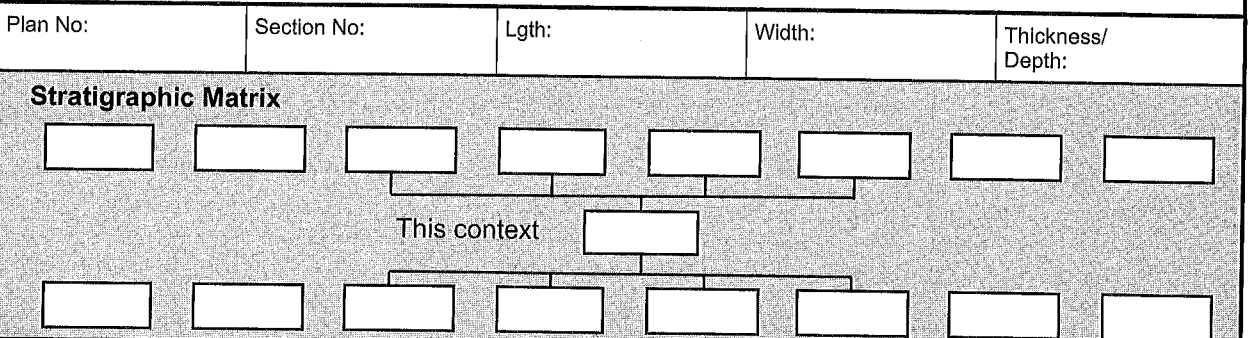 Plan No:
Section No:
Lgth:
Width:
Thickness/
Depth:
Stratigraphic Matrix
This context